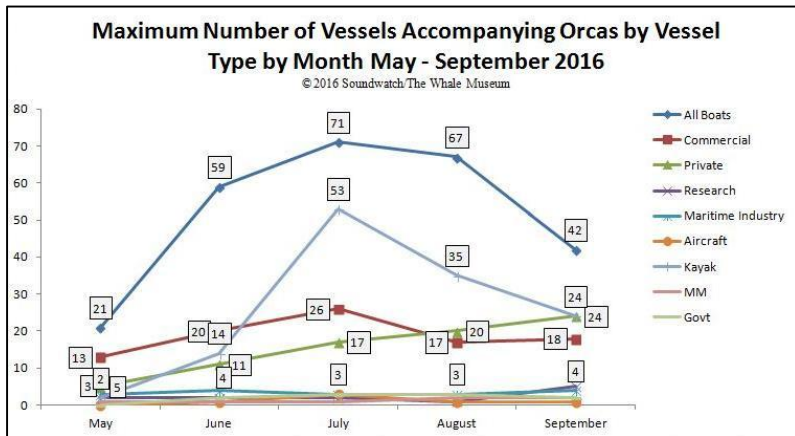 Maximum Number of Vessels Accompanying Orcas by Vessel
Type by Month May - September 2016
©2016 Soundwatch/The Whale Museum
80
70
60
50
40
30
20
10
0
21
59
71
67
42
53
35
24
24
13
20
14
26
17
18
3
2
5
11
17
20
4
3
3
4
May
June
July
August
September
All Boats
Commercial
Private
Research
Maritime Industry
Aircraft
Kayak
MM
Govt